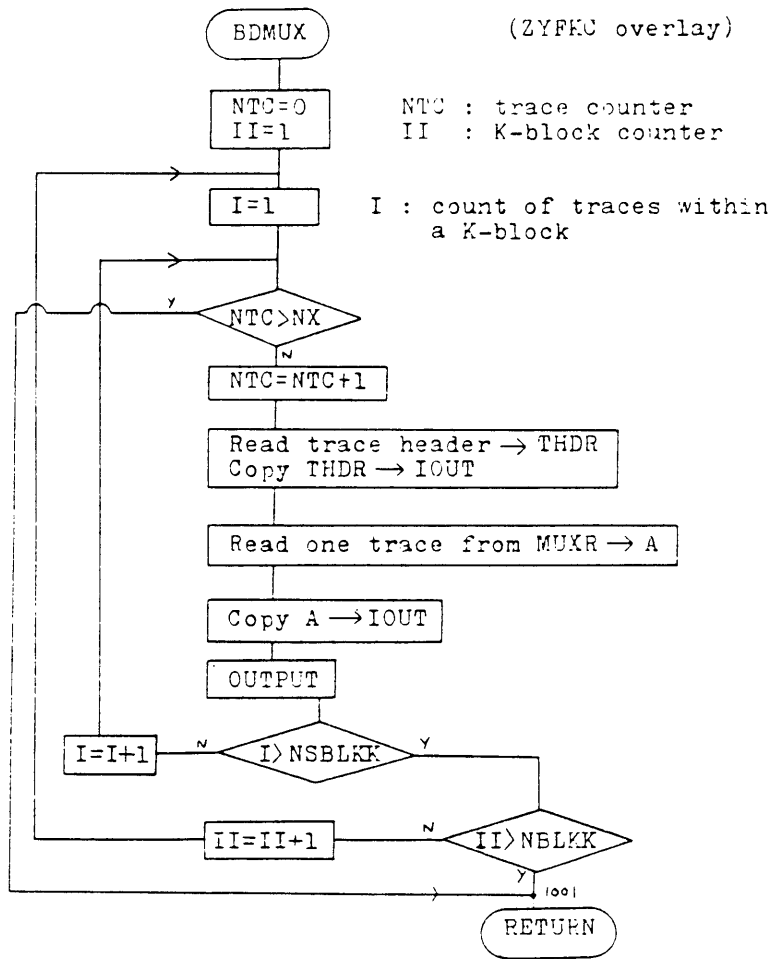 BDMUX
(ZYFKC overlay)
NTC=0
II=1
NTC : trace counter
II : K-block counter
I=1
I : count of traces within
a K-block
Y
NTC>NX
N
NTC=NTC+1
Read trace header → THDR
Copy THDR → IOUT
Read one trace from MUXR → A
Copy A → IOUT
OUTPUT
I=I+1
N
I>NSBLKK
Y
II=II+1
N
II>NBLKK
Y
1001
RETURN